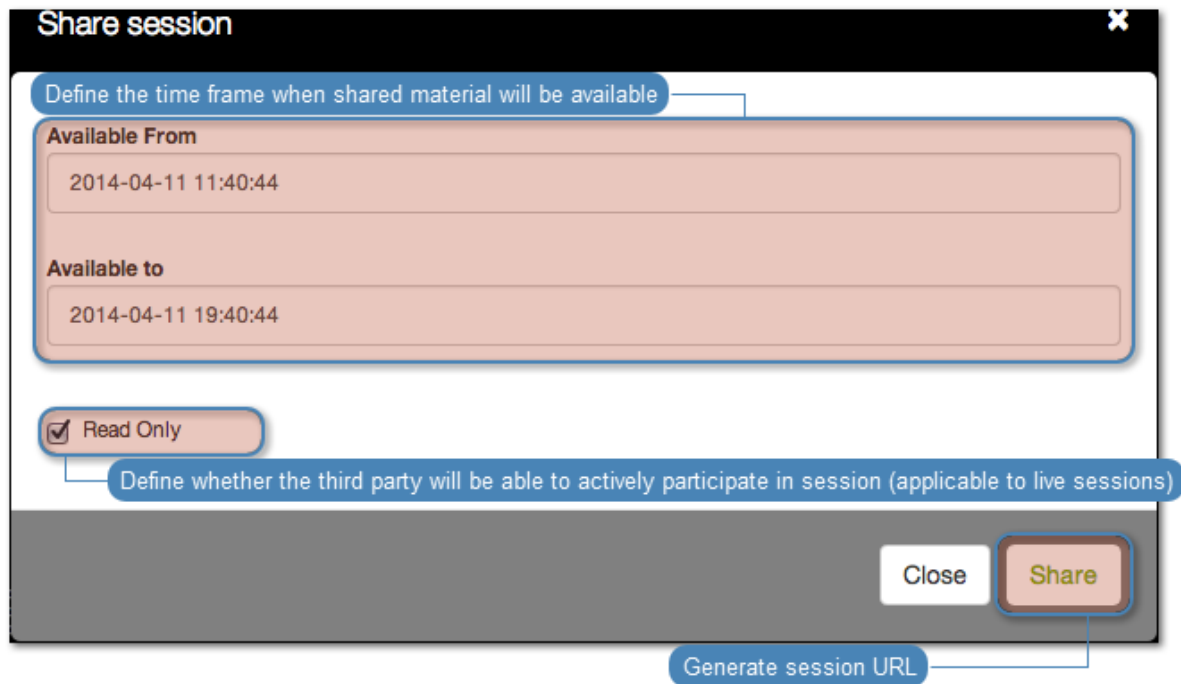 Share session
Define the time frame when shared material will be available
Available From
2014-04-11 11:40:44
Available to
2014-04-11 19:40:44
Read Only
Define whether the third party will be able to actively participate in session (applicable to live sessions)
Close Share
Generate session URL